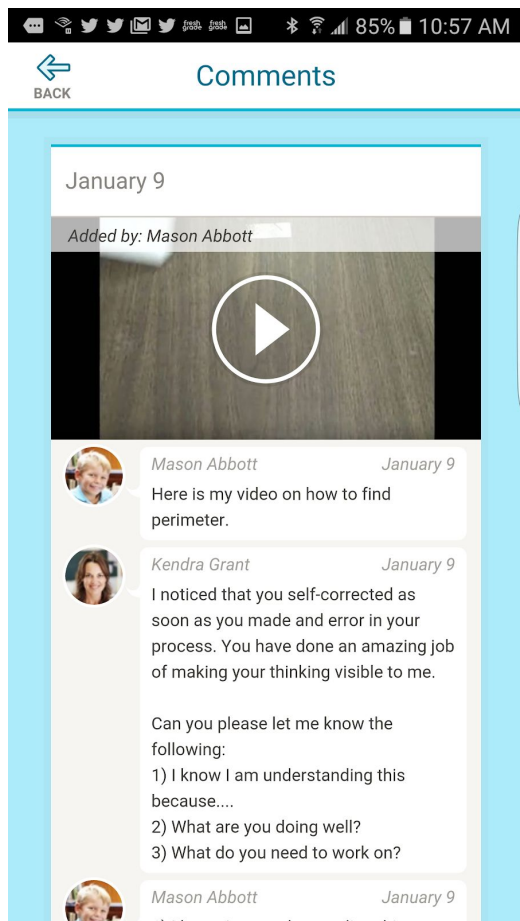 fresh grade fresh grade 85% 10:57 AM
BACK
Comments
January 9
Added by: Mason Abbott
Mason Abbott January 9
Here is my video on how to find
perimeter.
Kendra Grant January 9
I noticed that you self-corrected as
soon as you made and error in your
process. You have done an amazing job
of making your thinking visible to me.
Can you please let me know the
following:
1) I know I am understanding this
because....
2) What are you doing well?
3) What do you need to work on?
Mason Abbott January 9